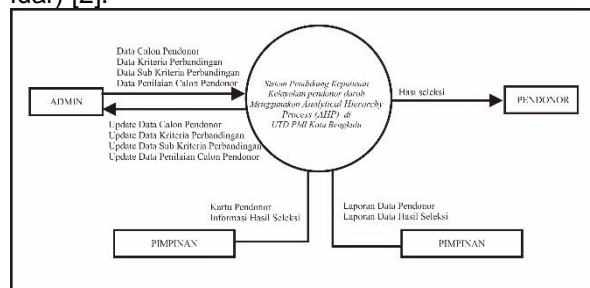 luar) [2].
Data Calon Pendonor
Data Kriteria Perbandingan
Data Sub Kriteria Perbandingan
Data Penilaian Calon Pendonor
ADMIN
Update Data Calon Pendonor
Update Data Kriteria Perbandingan
Update Data Sub Kriteria Perbandingan
Update Data Penilaian Calon Pendonor
Sistem Pendukung Keputusan
Kelayakan pendonor darah
Menggunakan Analytical Hierarchy
Process (AHP) di
UTD PMI Kota Bengkulu
Hasi seleksi
PENDONOR
Kartu Pendonor
Informasi Hasil Seleksi
PIMPINAN
Laporan Data Pendonor
Laporan Data Hasil Seleksi
PIMPINAN